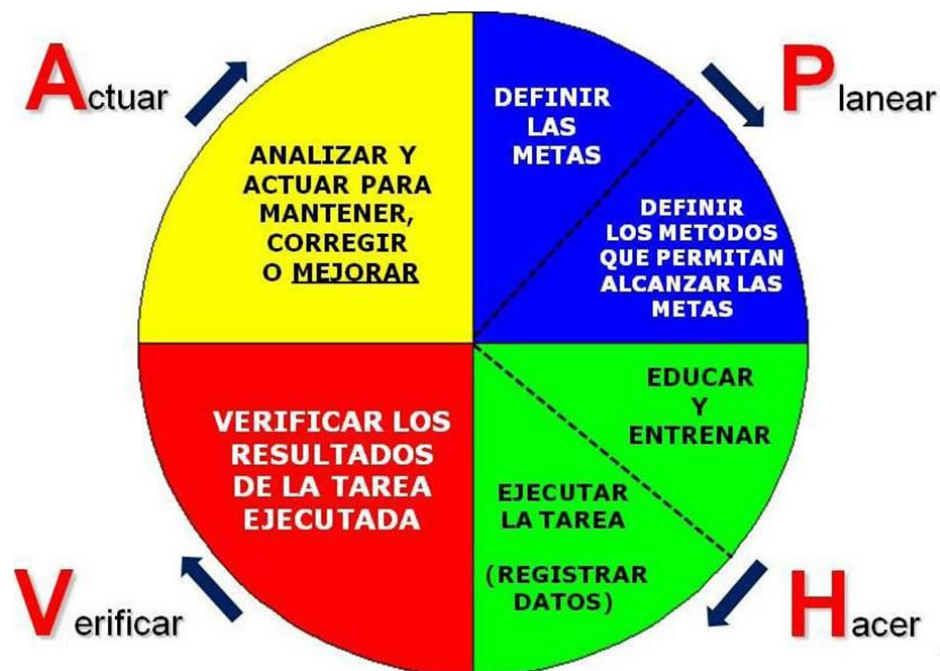 Actuar
Planear
DEFINIR
LAS
METAS
ANALIZAR Y
ACTUAR PARA
MANTENER,
CORREGIR
O MEJORAR
DEFINIR
LOS METODOS
QUE PERMITAN
ALCANZAR LAS
METAS
EDUCAR
Y
ENTRENAR
VERIFICAR LOS
RESULTADOS
DE LA TAREA
EJECUTADA
EJECUTAR
LA TAREA
(REGISTRAR
DATOS)
Verificar
Hacer